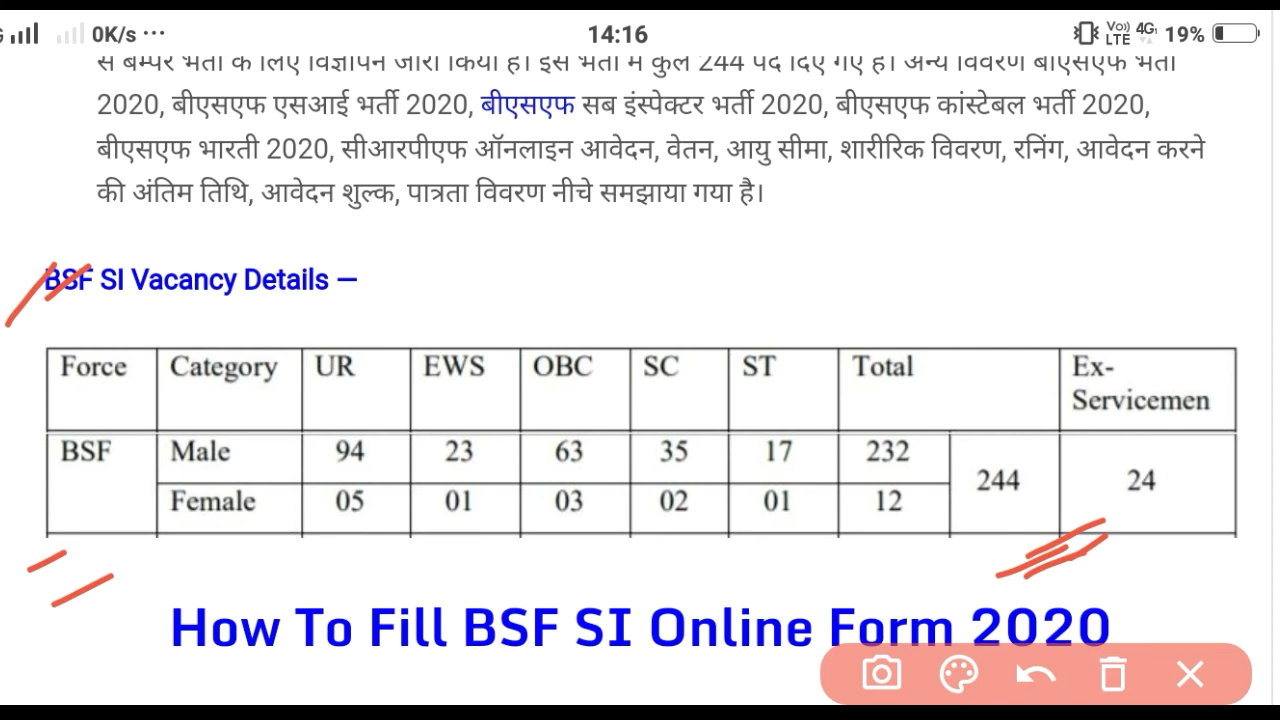 0K/s ...
14:16
Vo)) LTE 4G 19%
से बम्पर भर्ती के लिए विज्ञापन जारी किया है। इस भर्ती में कुल 244 पद दिए गए है। अन्य विवरण बीएसएफ भर्ती
2020, बीएसएफ एसआई भर्ती 2020, बीएसएफ सब इंस्पेक्टर भर्ती 2020, बीएसएफ कांस्टेबल भर्ती 2020,
बीएसएफ भारती 2020, सीआरपीएफ ऑनलाइन आवेदन, वेतन, आयु सीमा, शारीरिक विवरण, रनिंग, आवेदन करने
की अंतिम तिथि, आवेदन शुल्क, पात्रता विवरण नीचे समझाया गया है।
BSF SI Vacancy Details —
Force Category UR EWS OBC SC ST Total Ex-
Servicemen
BSF Male 94 23 63 35 17 232
244 24
Female 05 01 03 02 01 12
How To Fill BSF SI Online Form 2020